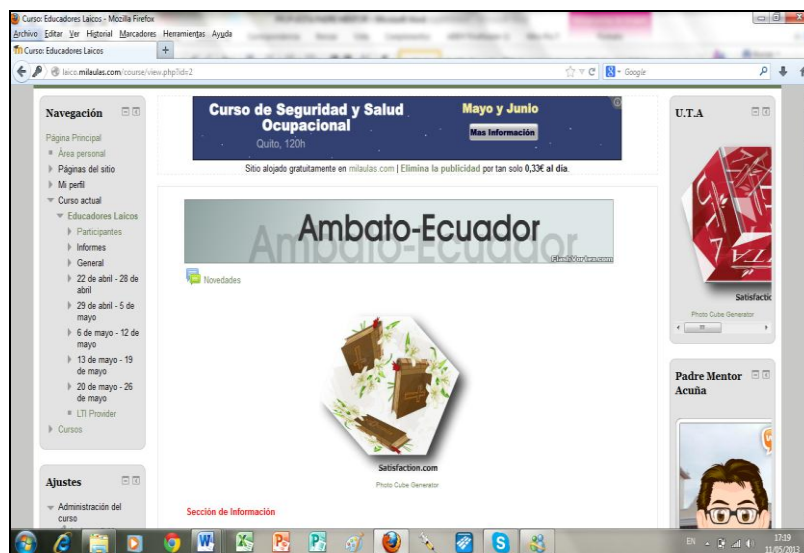 Curso: Educadores Laicos - Mozilla Firefox
Archivo Editar Ver Historial Marcadores Herramientas Ayuda
Curso: Educadores Laicos
laico.milaulas.com/course/view.php?id=2
Google
Navegación
Página Principal
Área personal
Páginas del sitio
Mi perfil
Curso actual
Educadores Laicos
Participantes
Informes
General
22 de abril - 28 de
abril
29 de abril - 5 de
mayo
6 de mayo - 12 de
mayo
13 de mayo - 19
de mayo
20 de mayo - 26
de mayo
LTI Provider
Cursos
Ajustes
Administración del
curso
Curso de Seguridad y Salud
Ocupacional
Quito, 120h
Mayo y Junio
Mas Información
Sitio alojado gratuitamente en milaulas.com | Elimina la publicidad por tan solo 0,33€ al día.
Ambato-Ecuador
Ambato-Ecuador
FlashVortex.com
Novedades
Satisfaction.com
Photo Cube Generator
Sección de Información
U.T.A
Satisfactio
Photo Cube Generator
Padre Mentor
Acuña
EN
17:19
11/05/2013